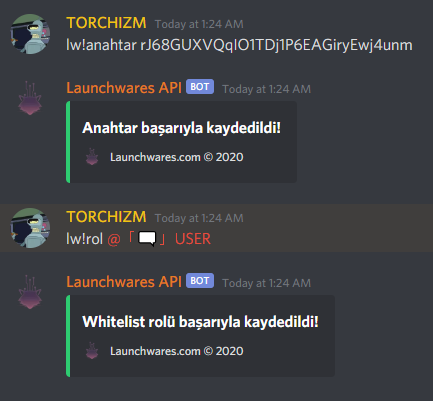 TORCHIZM Today at 1:24 AM
lw!anahtar rJ68GUXVQqIO1TDj1P6EAGiryEwj4unm
Launchwares API BOT Today at 1:24 AM
Anahtar başarıyla kaydedildi!
Launchwares.com © 2020
TORCHIZM Today at 1:24 AM
lw!rol @「🗨」USER
Launchwares API BOT Today at 1:24 AM
Whitelist rolü başarıyla kaydedildi!
Launchwares.com © 2020